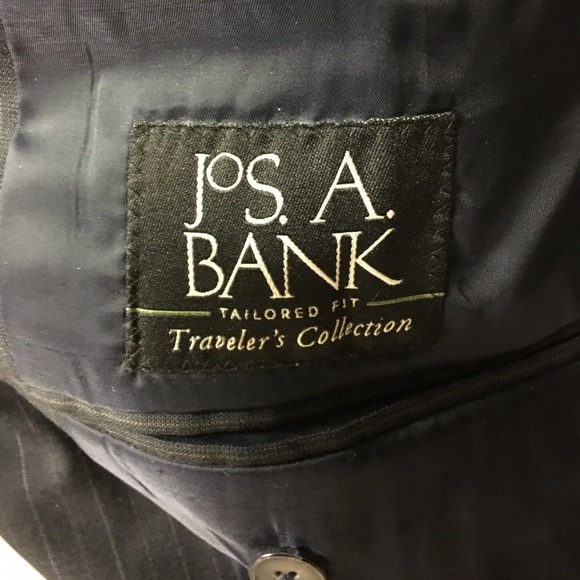 JOS. A.
BANK
TAILORED FIT
Traveler's Collection